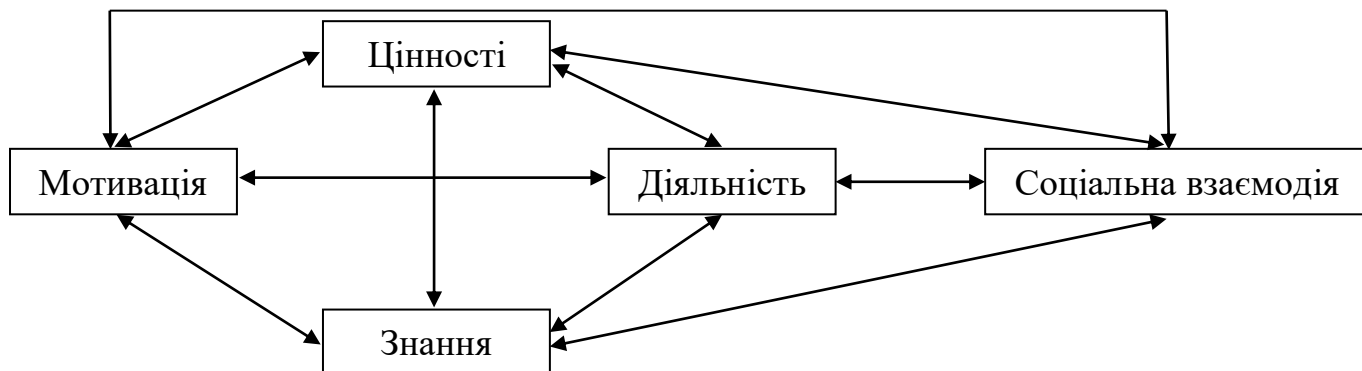 Цінності
Мотивація
Діяльність
Соціальна взаємодія
Знання